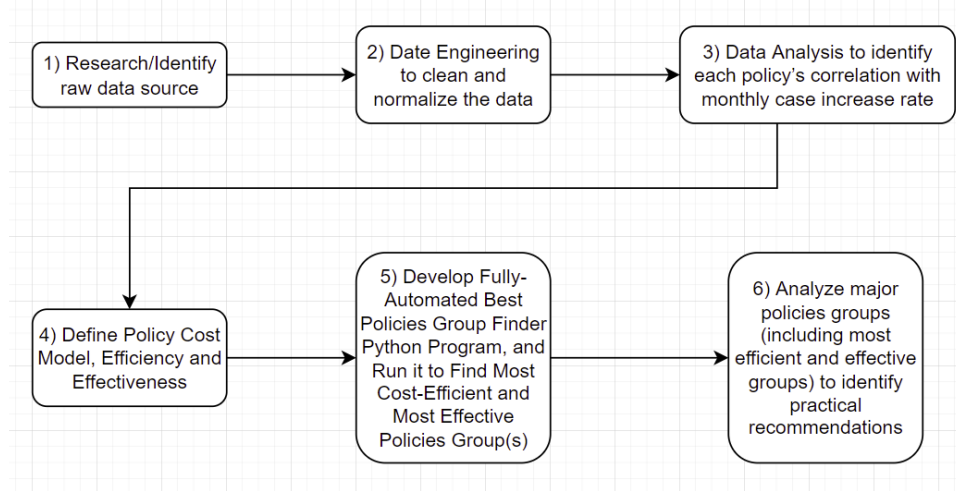 1) Research/Identify
raw data source
2) Date Engineering
to clean and
normalize the data
3) Data Analysis to identify
each policy's correlation with
monthly case increase rate
4) Define Policy Cost
Model, Efficiency and
Effectiveness
5) Develop Fully-
Automated Best
Policies Group Finder
Python Program, and
Run it to Find Most
Cost-Efficient and
Most Effective
Policies Group(s)
6) Analyze major
policies groups
(including most
efficient and effective
groups) to identify
practical
recommendations